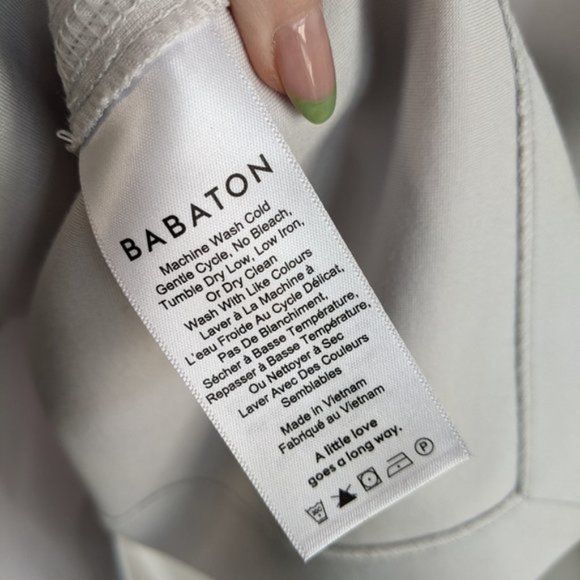 BABATON
Machine Wash Cold
Gentle Cycle, No Bleach,
Tumble Dry Low, Low Iron,
Or Dry Clean
Wash With Like Colours
Laver à La Machine à
L'eau Froide Au Cycle Délicat,
Pas De Blanchiment,
Sécher à Basse Température,
Repasser à Basse Température,
Ou Nettoyer à Sec
Laver Avec Des Couleurs
Semblables
Made in Vietnam
Fabriqué au Vietnam
A little love
goes a long way.
P